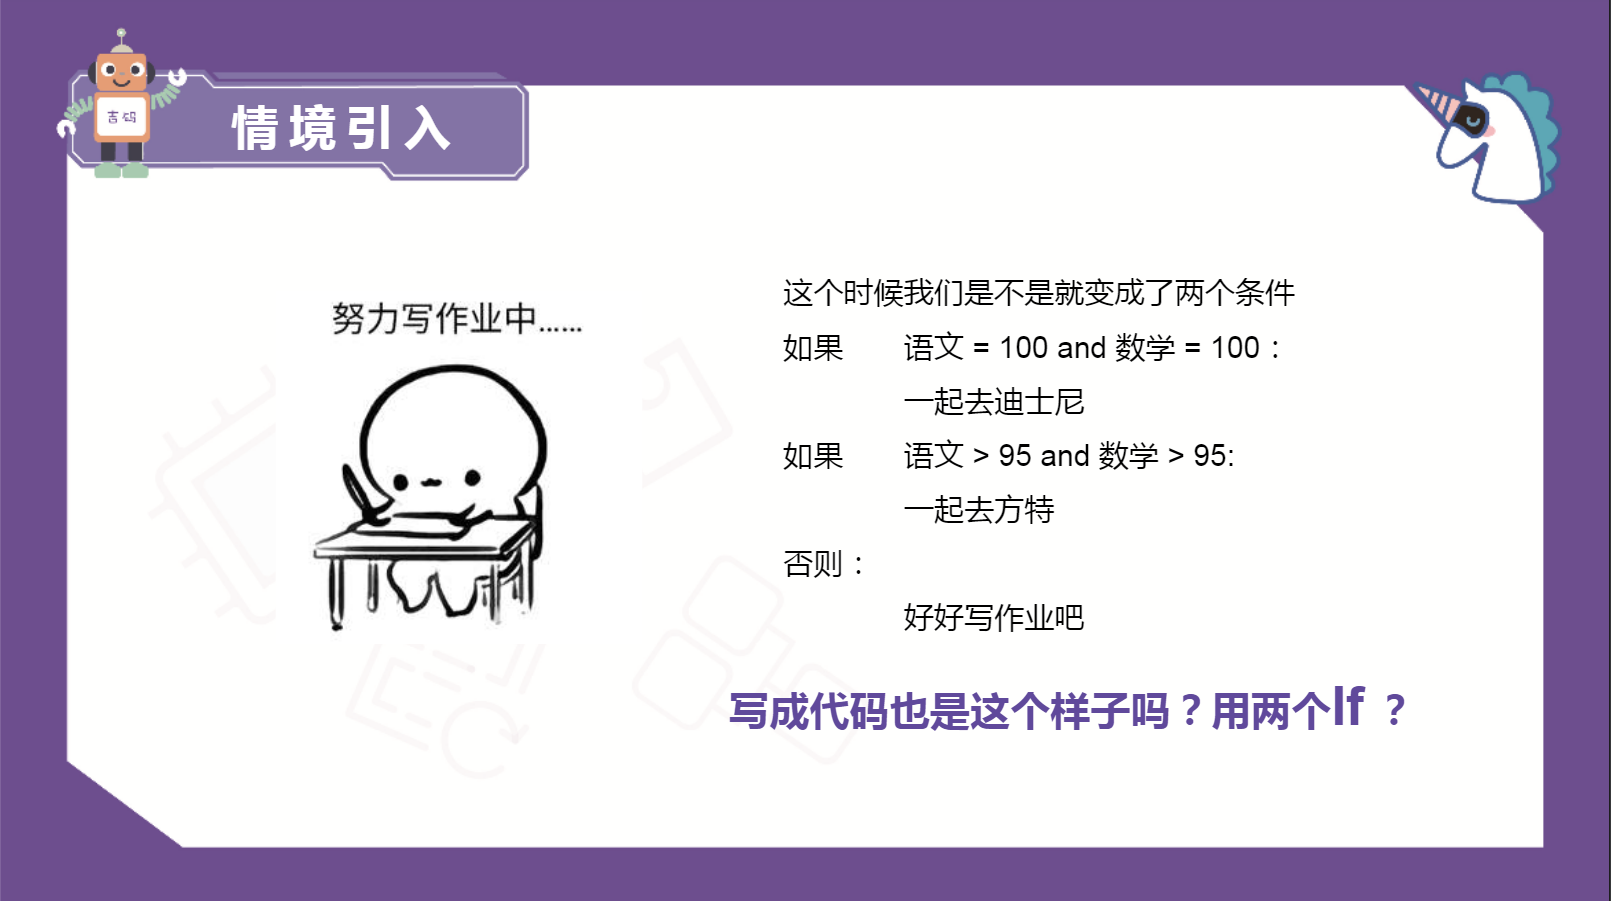 吉码
情境引入
努力写作业中......
这个时候我们是不是就变成了两个条件
如果 语文 = 100 and 数学 = 100：
一起去迪士尼
如果 语文 > 95 and 数学 > 95:
一起去方特
否则：
好好写作业吧
写成代码也是这个样子吗？用两个If ？